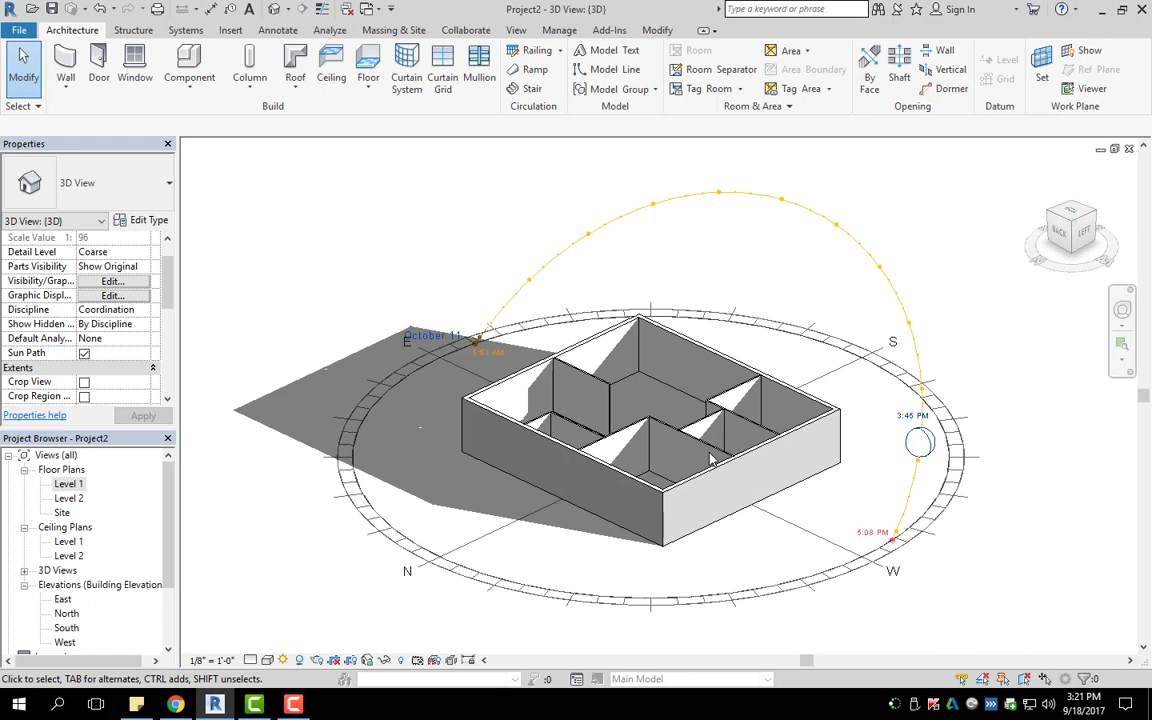 Project2 - 3D View: {3D}
Type a keyword or phrase
Sign In
File
Architecture
Structure
Systems
Insert
Annotate
Analyze
Massing & Site
Collaborate
View
Manage
Add-Ins
Modify
Modify
Wall
Door
Window
Component
Column
Roof
Ceiling
Floor
Curtain System
Curtain Grid
Mullion
Railing
Ramp
Stair
Model Text
Model Line
Model Group
Room
Room Separator
Tag Room
Area
Area Boundary
Tag Area
By Face
Shaft
Wall
Vertical
Dormer
Level
Grid
Set
Show
Ref Plane
Viewer
Select
Build
Circulation
Model
Room & Area
Opening
Datum
Work Plane
Properties
3D View
3D View: {3D}
Edit Type
Scale Value 1: 96
Detail Level Coarse
Parts Visibility Show Original
Visibility/Grap... Edit...
Graphic Displ... Edit...
Discipline Coordination
Show Hidden ... By Discipline
Default Analy... None
Sun Path
Extents
Crop View
Crop Region
Properties help
Apply
Project Browser - Project2
Views (all)
Floor Plans
Level 1
Level 2
Site
Ceiling Plans
Level 1
Level 2
3D Views
Elevations (Building Elevation
East
North
South
West
October 11
E
S
N
W
3:45 PM
5:08 PM
BACK
LEFT
1/8" = 1'-0"
Click to select, TAB for alternates, CTRL adds, SHIFT unselects.
:0
Main Model
:0
3:21 PM
9/18/2017